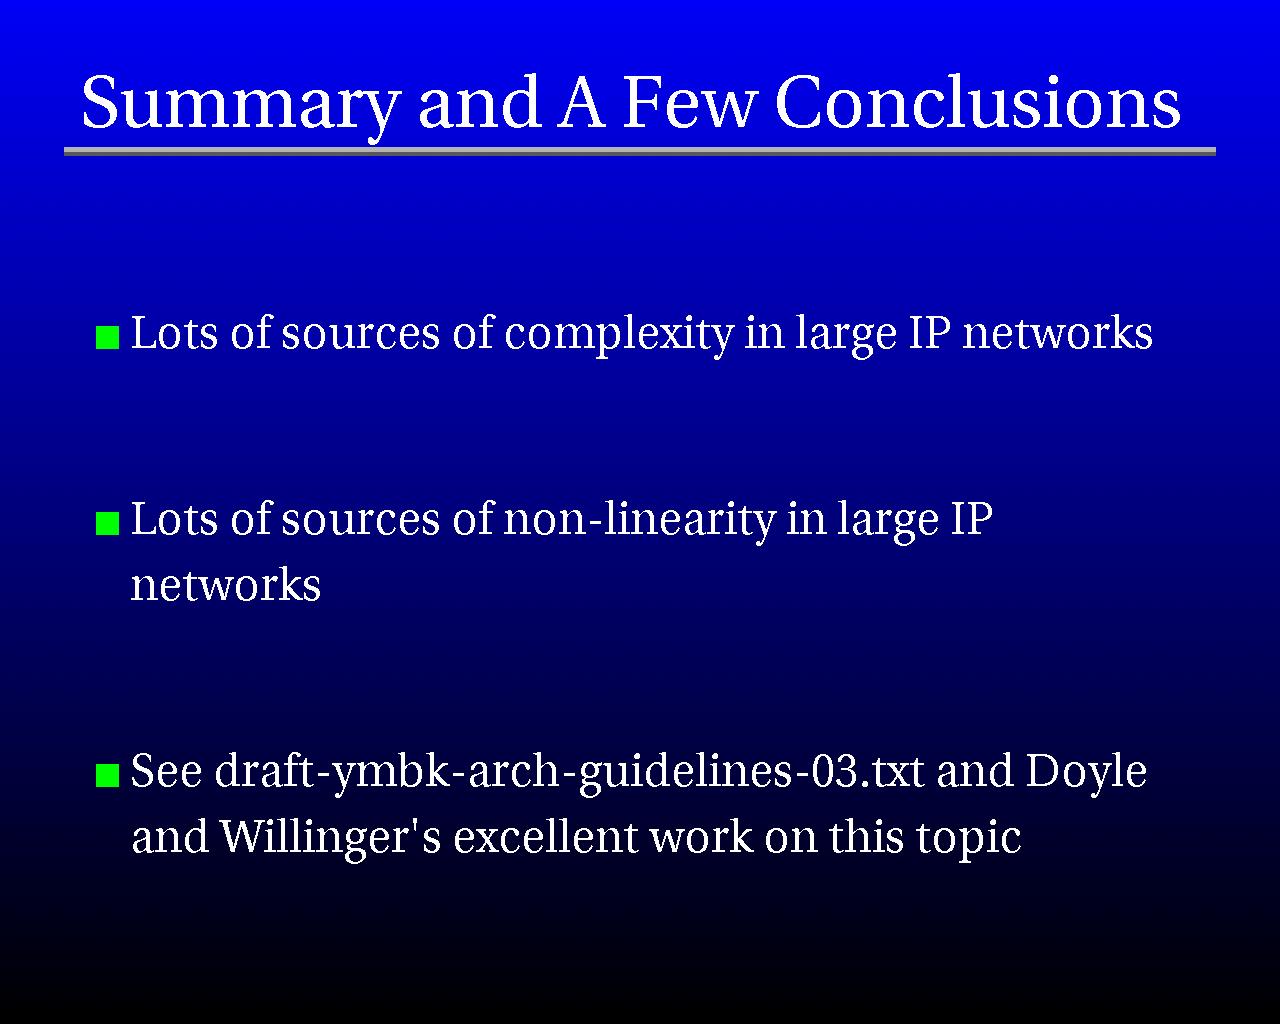 Summary and A Few Conclusions
Lots of sources of complexity in large IP networks
Lots of sources of non-linearity in large IP
networks
See draft-ymbk-arch-guidelines-03.txt and Doyle
and Willinger's excellent work on this topic